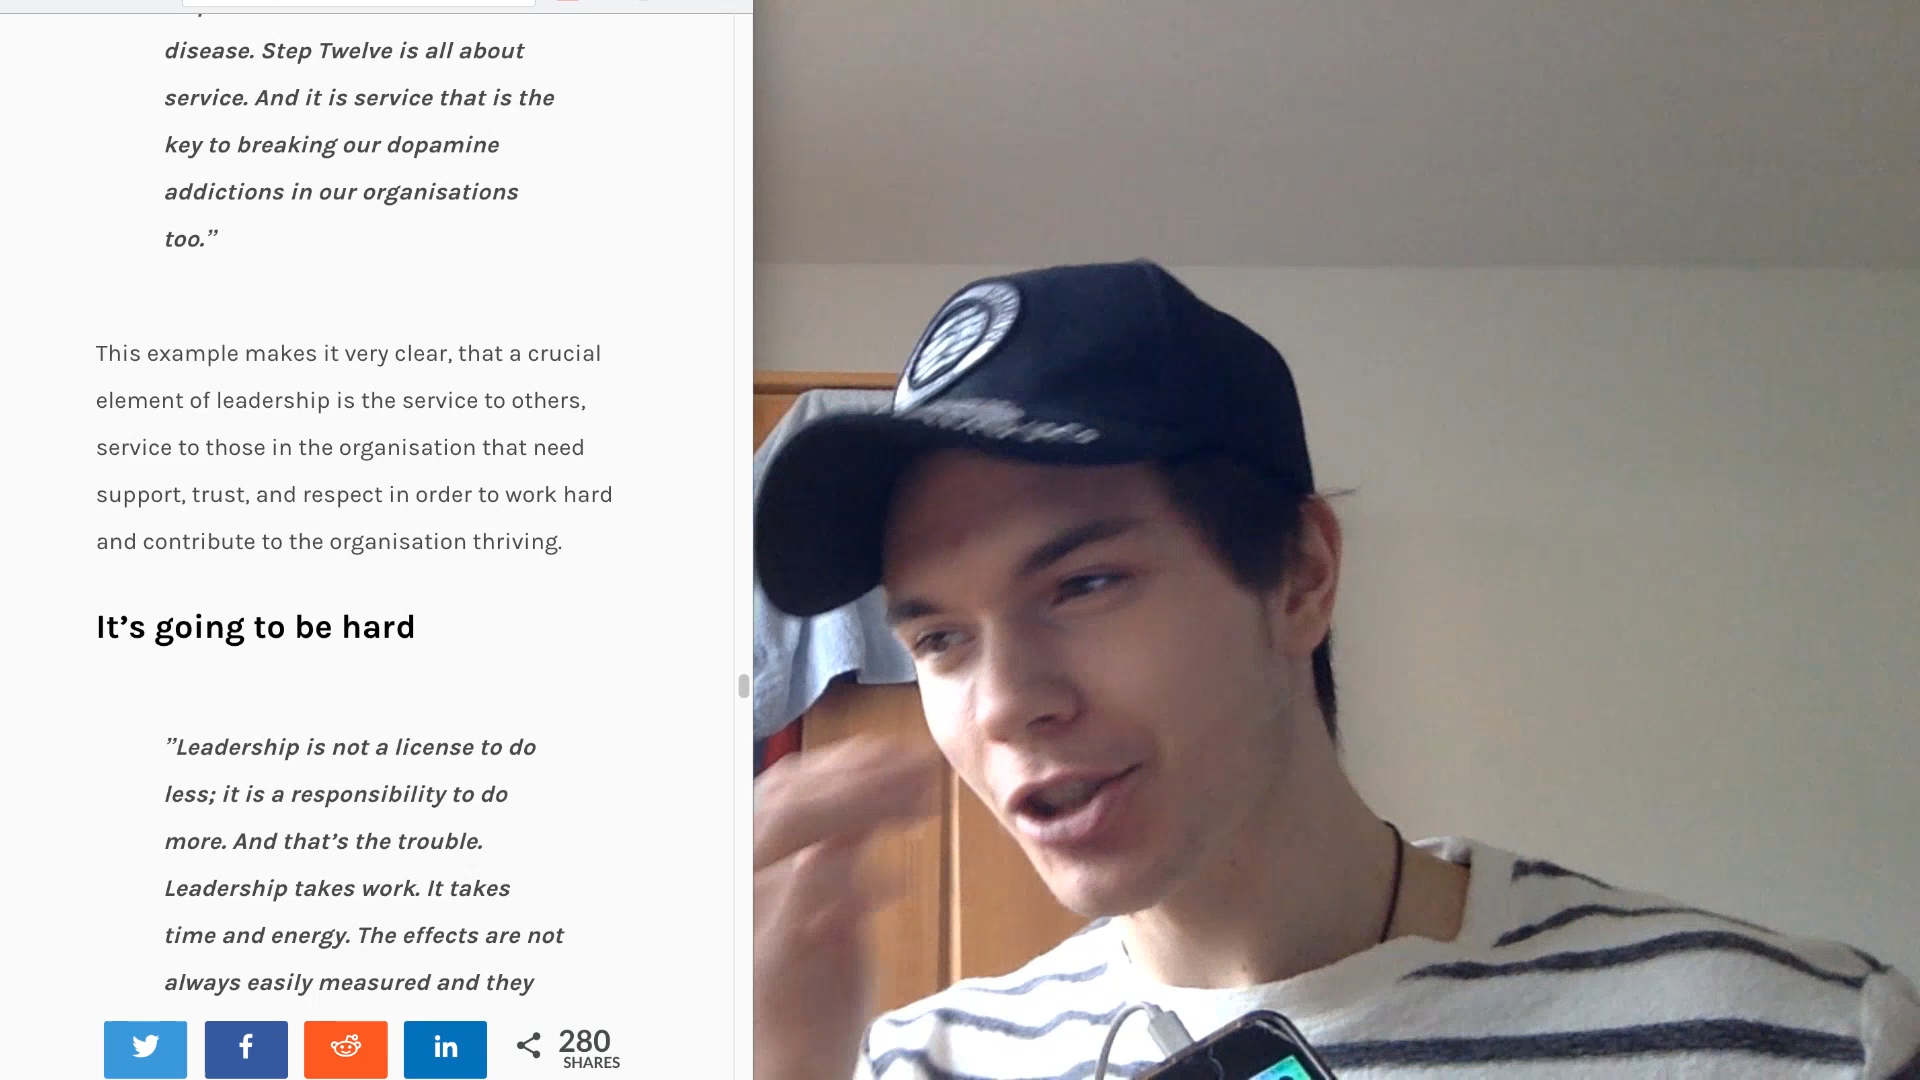 disease. Step Twelve is all about
service. And it is service that is the
key to breaking our dopamine
addictions in our organisations
too.”
This example makes it very clear, that a crucial
element of leadership is the service to others,
service to those in the organisation that need
support, trust, and respect in order to work hard
and contribute to the organisation thriving.
It’s going to be hard
”Leadership is not a license to do
less; it is a responsibility to do
more. And that’s the trouble.
Leadership takes work. It takes
time and energy. The effects are not
always easily measured and they
280
SHARES